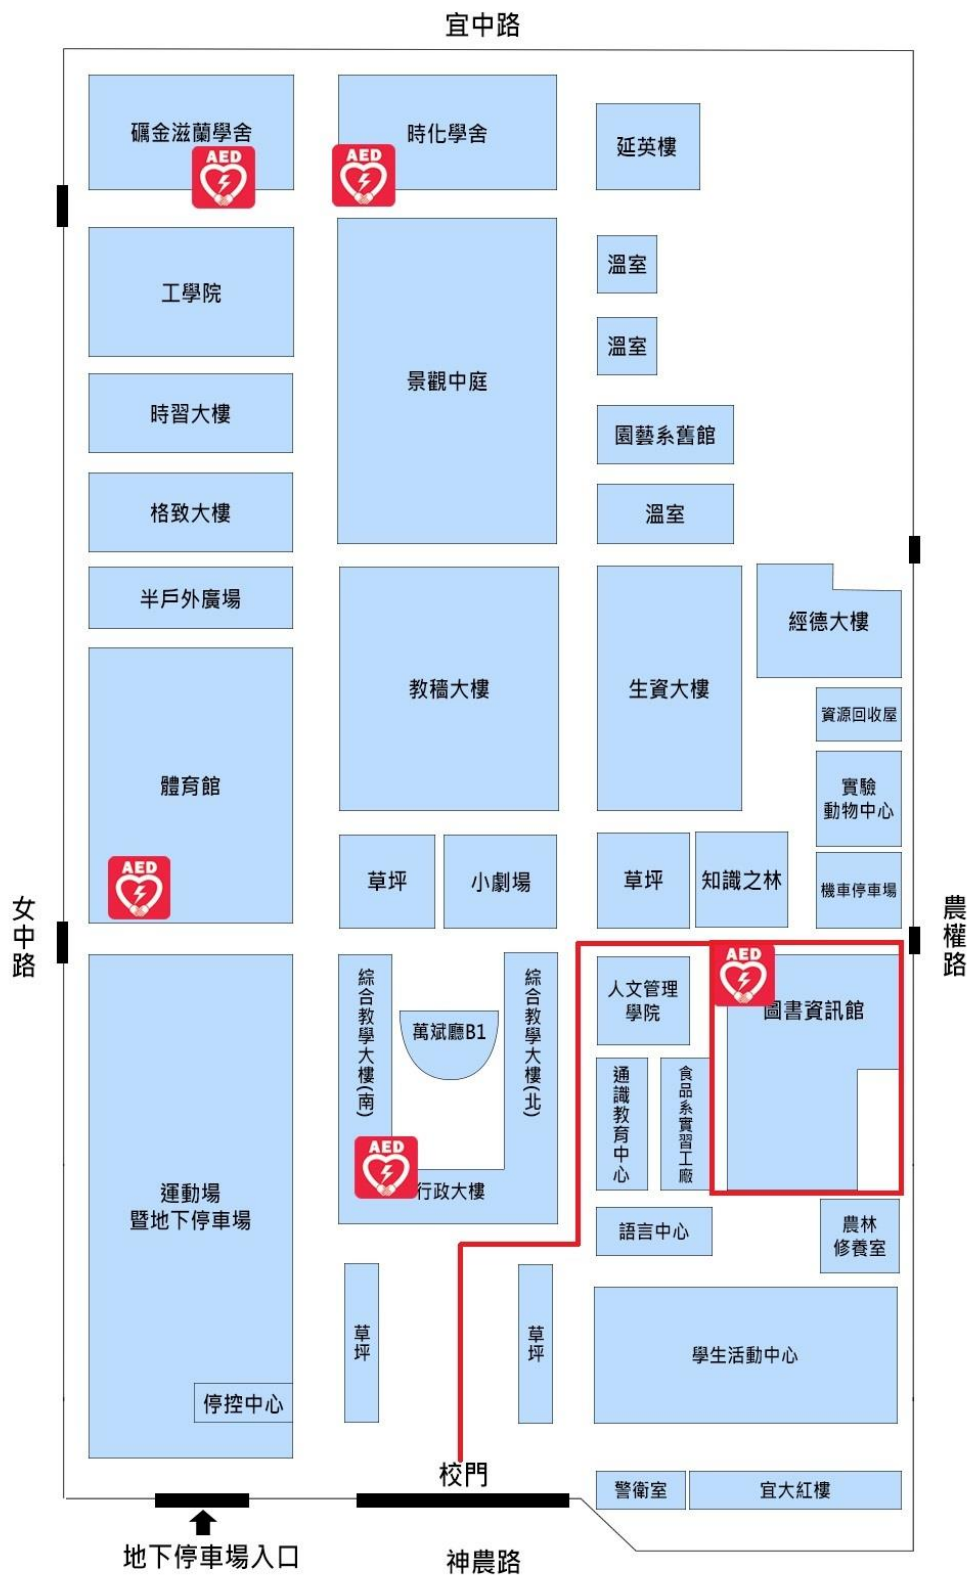 宜中路
礪金滋蘭學舍
時化學舍
延英樓
AED
AED
工學院
溫室
溫室
景觀中庭
時習大樓
園藝系舊館
格致大樓
溫室
半戶外廣場
經德大樓
教穡大樓
生資大樓
資源回收屋
體育館
實驗
動物中心
AED
草坪
小劇場
草坪
知識之林
機車停車場
女中路
農權路
綜合教學大樓(南)
萬斌廳B1
綜合教學大樓(北)
人文管理
學院
AED
圖書資訊館
通識教育中心
食品系實習工廠
AED
行政大樓
運動場
暨地下停車場
語言中心
農林
修養室
草坪
草坪
學生活動中心
停控中心
校門
警衛室
宜大紅樓
地下停車場入口
神農路